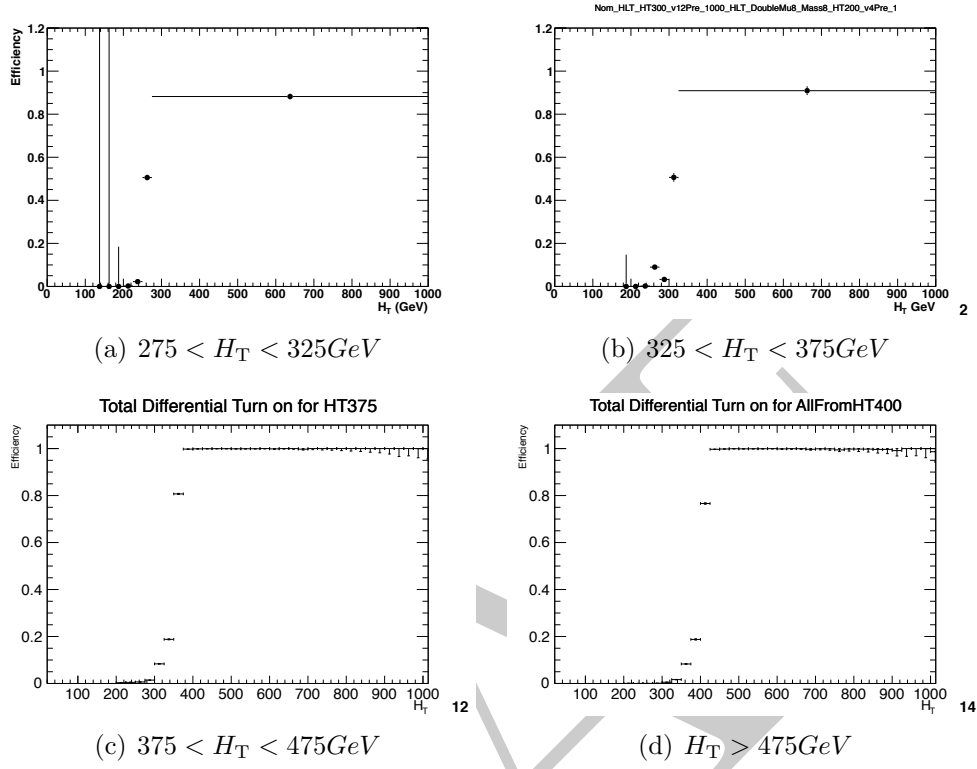 Nom_HLT_HT300_v12Pre_1000_HLT_DoubleMu8_Mass8_HT200_v4Pre_1
Efficiency
1.2
1
0.8
0.6
0.4
0.2
0
0 100 200 300 400 500 600 700 800 900 1000
H_T (GeV)
(a) 275 < H_T < 325GeV
1.2
1
0.8
0.6
0.4
0.2
0
0 100 200 300 400 500 600 700 800 900 1000
H_T GeV
2
(b) 325 < H_T < 375GeV
Total Differential Turn on for HT375
Efficiency
1
0.8
0.6
0.4
0.2
0
100 200 300 400 500 600 700 800 900 1000
H_T
12
(c) 375 < H_T < 475GeV
Total Differential Turn on for AllFromHT400
Efficiency
1
0.8
0.6
0.4
0.2
0
100 200 300 400 500 600 700 800 900 1000
H_T
14
(d) H_T > 475GeV